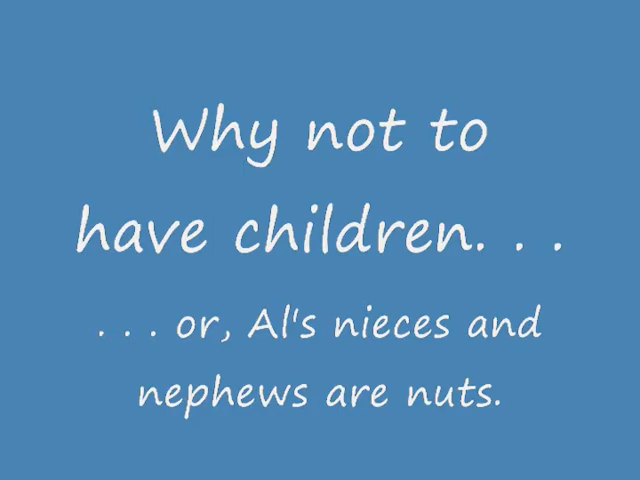 Why not to
have children. . .
. . . or, Al's nieces and
nephews are nuts.